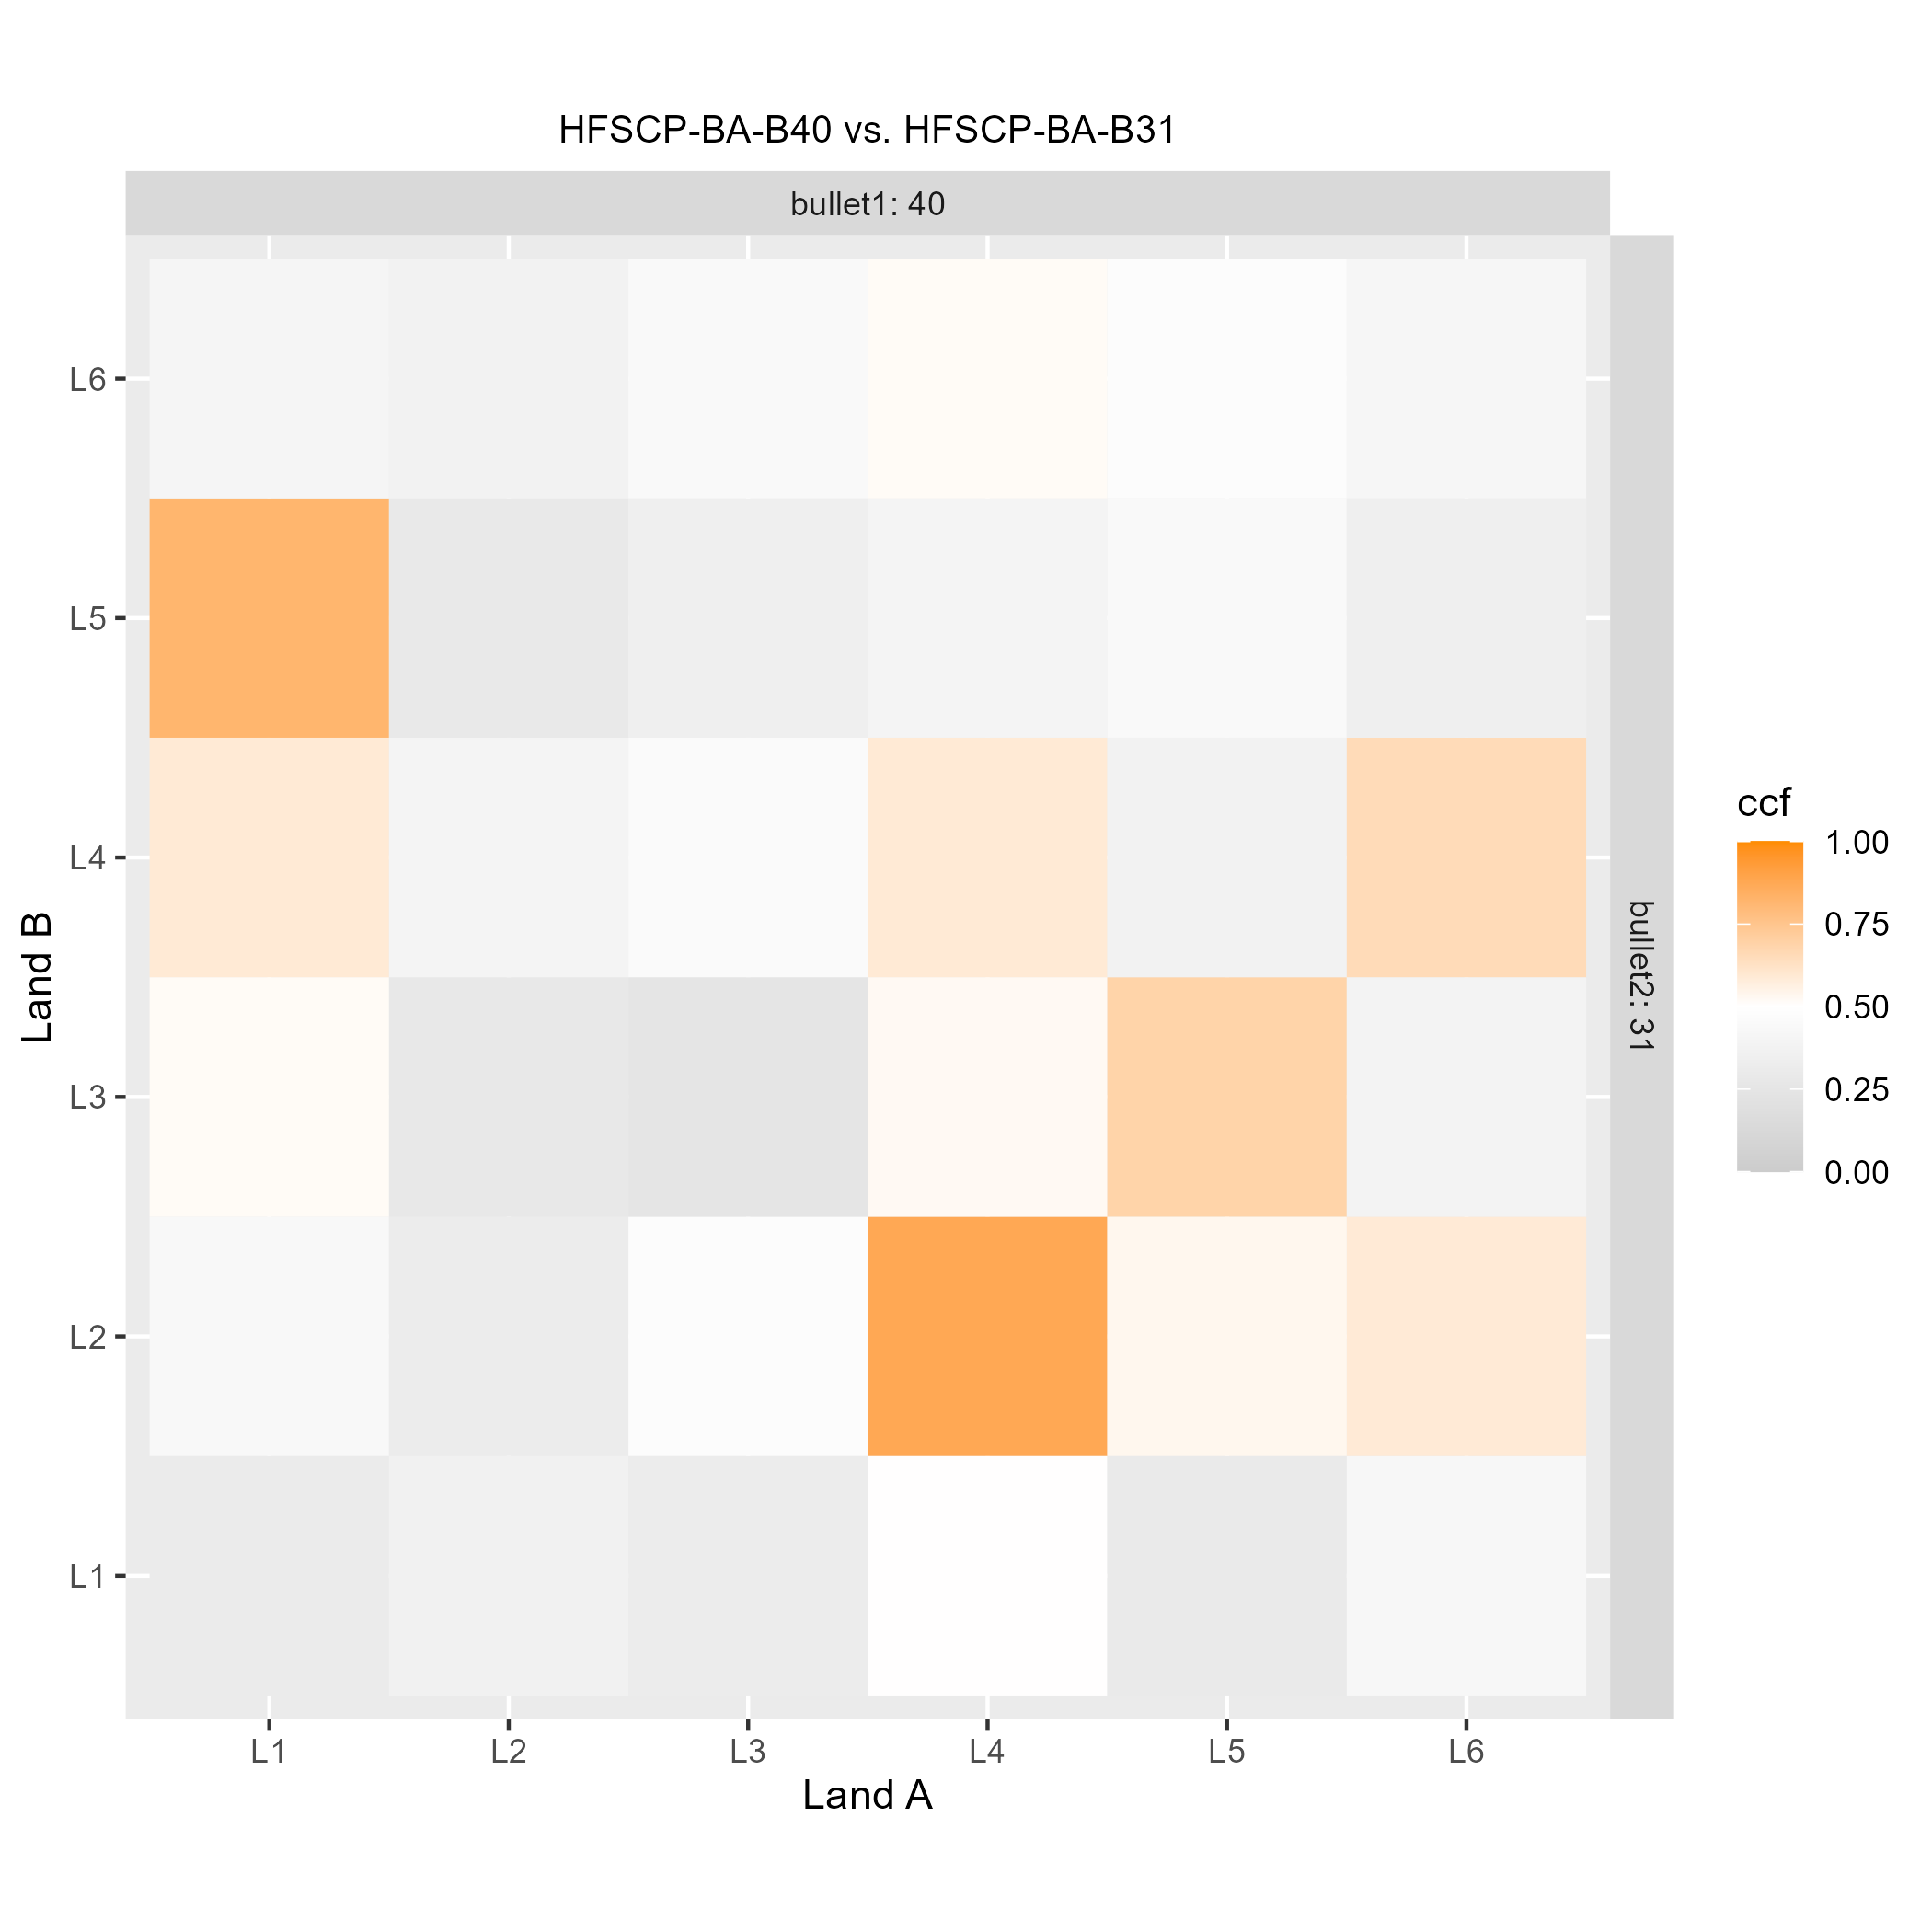 HFSCP-BA-B40 vs. HFSCP-BA-B31
bullet1: 40
L6
L5
L4
L3
L2
L1
Land B
bullet2: 31
ccf
1.00
0.75
0.50
0.25
0.00
L1 L2 L3 L4 L5 L6
Land A